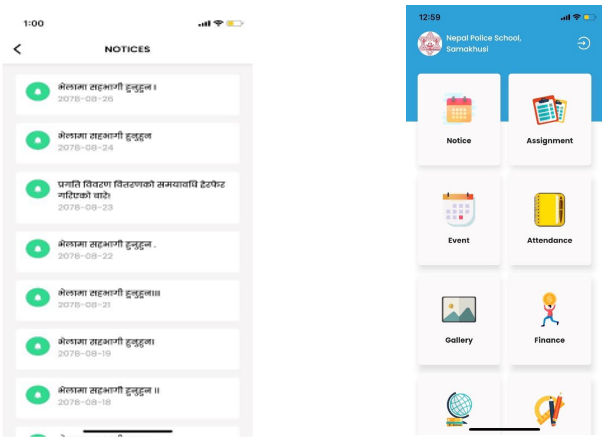 1:00
NOTICES
भेलामा सहभागी हुनुहुन ।
2078-08-26
भेलामा सहभागी हुनुहुन
2078-08-24
प्रगति विवरण वितरणको समयावधि हेरफेर
गरिएको बारे।
2078-08-23
भेलामा सहभागी हुनुहुन .
2078-08-22
भेलामा सहभागी हुनुहुन।।।
2078-08-21
भेलामा सहभागी हुनुहुन।
2078-08-19
भेलामा सहभागी हुनुहुन ।।
2078-08-18
12:59
Nepal Police School,
Samakhusi
Notice
Assignment
Event
Attendance
Gallery
Finance